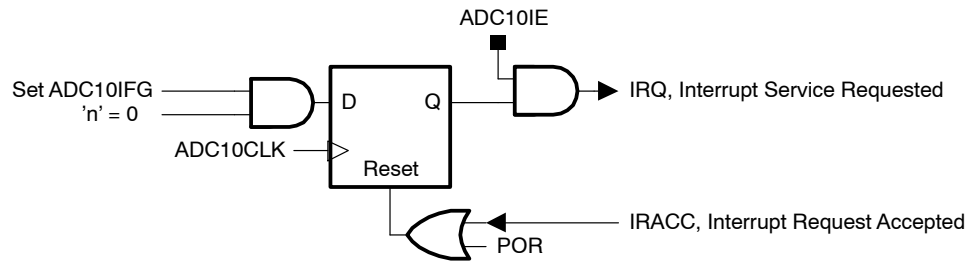 ADC10IE
Set ADC10IFG
'n' = 0
D
Q
IRQ, Interrupt Service Requested
ADC10CLK
Reset
IRACC, Interrupt Request Accepted
POR